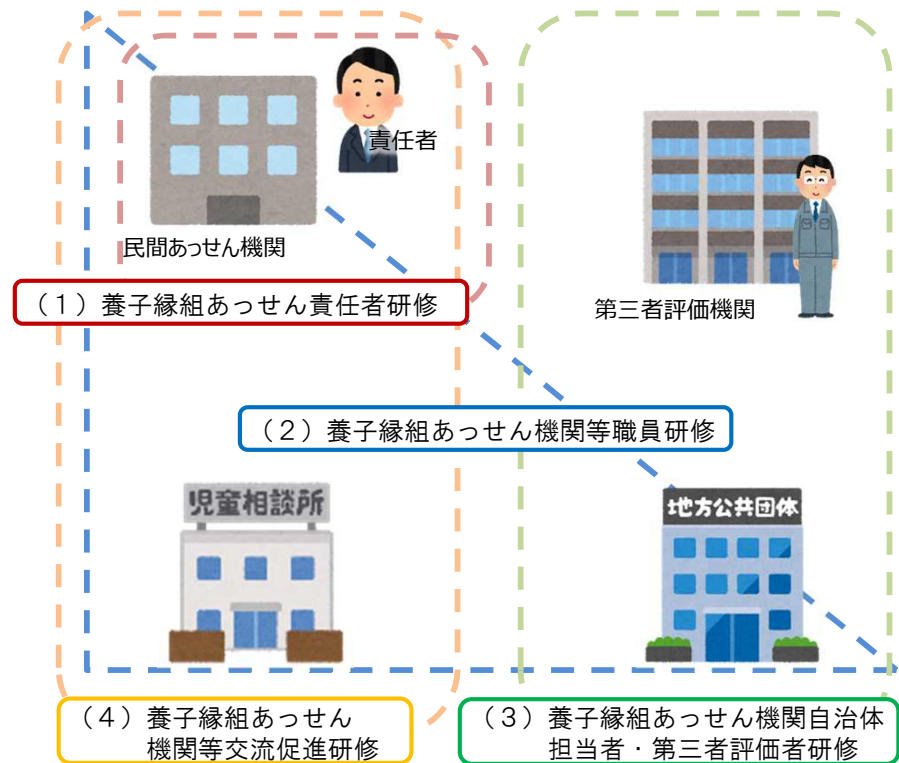 責任者
民間あっせん機関
（１）養子縁組あっせん責任者研修
第三者評価機関
（２）養子縁組あっせん機関等職員研修
児童相談所
地方公共団体
（４）養子縁組あっせん
機関等交流促進研修
（３）養子縁組あっせん機関自治体
担当者・第三者評価者研修